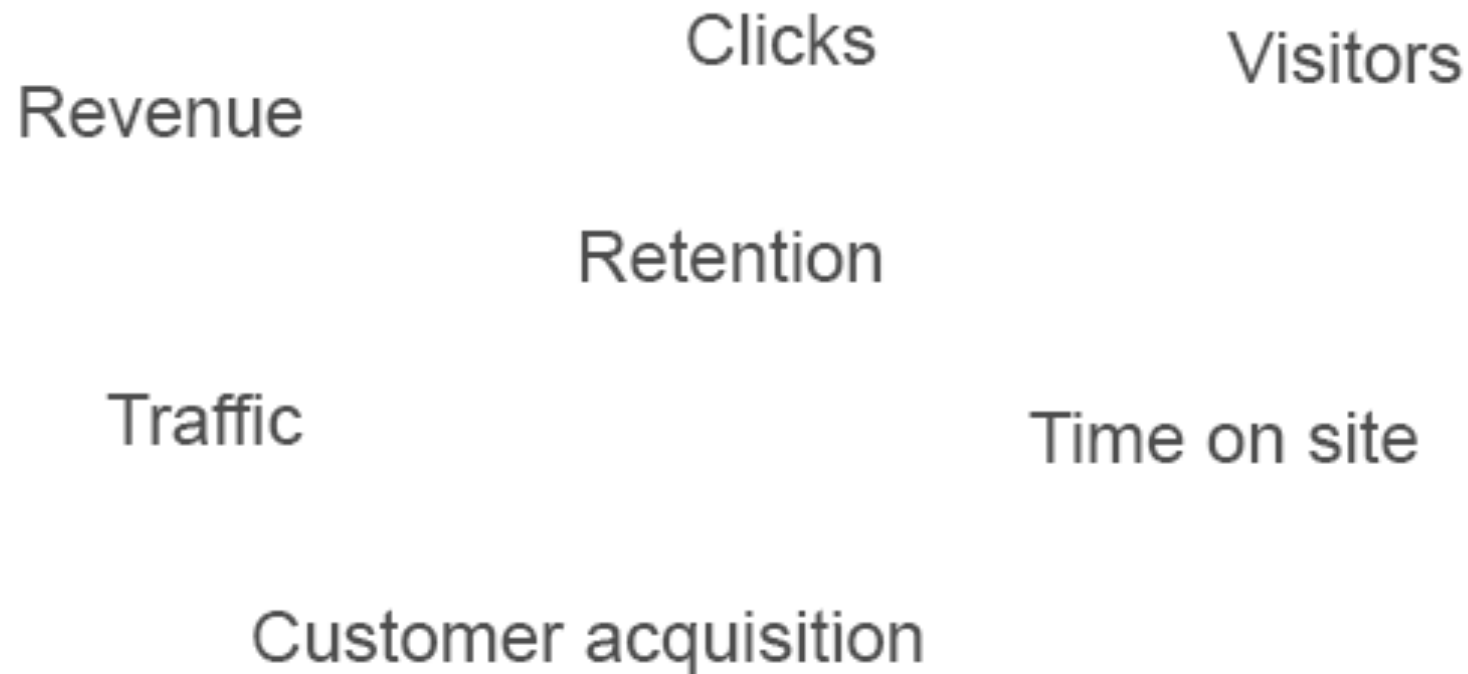 Clicks
Visitors
Revenue
Retention
Traffic
Time on site
Customer acquisition